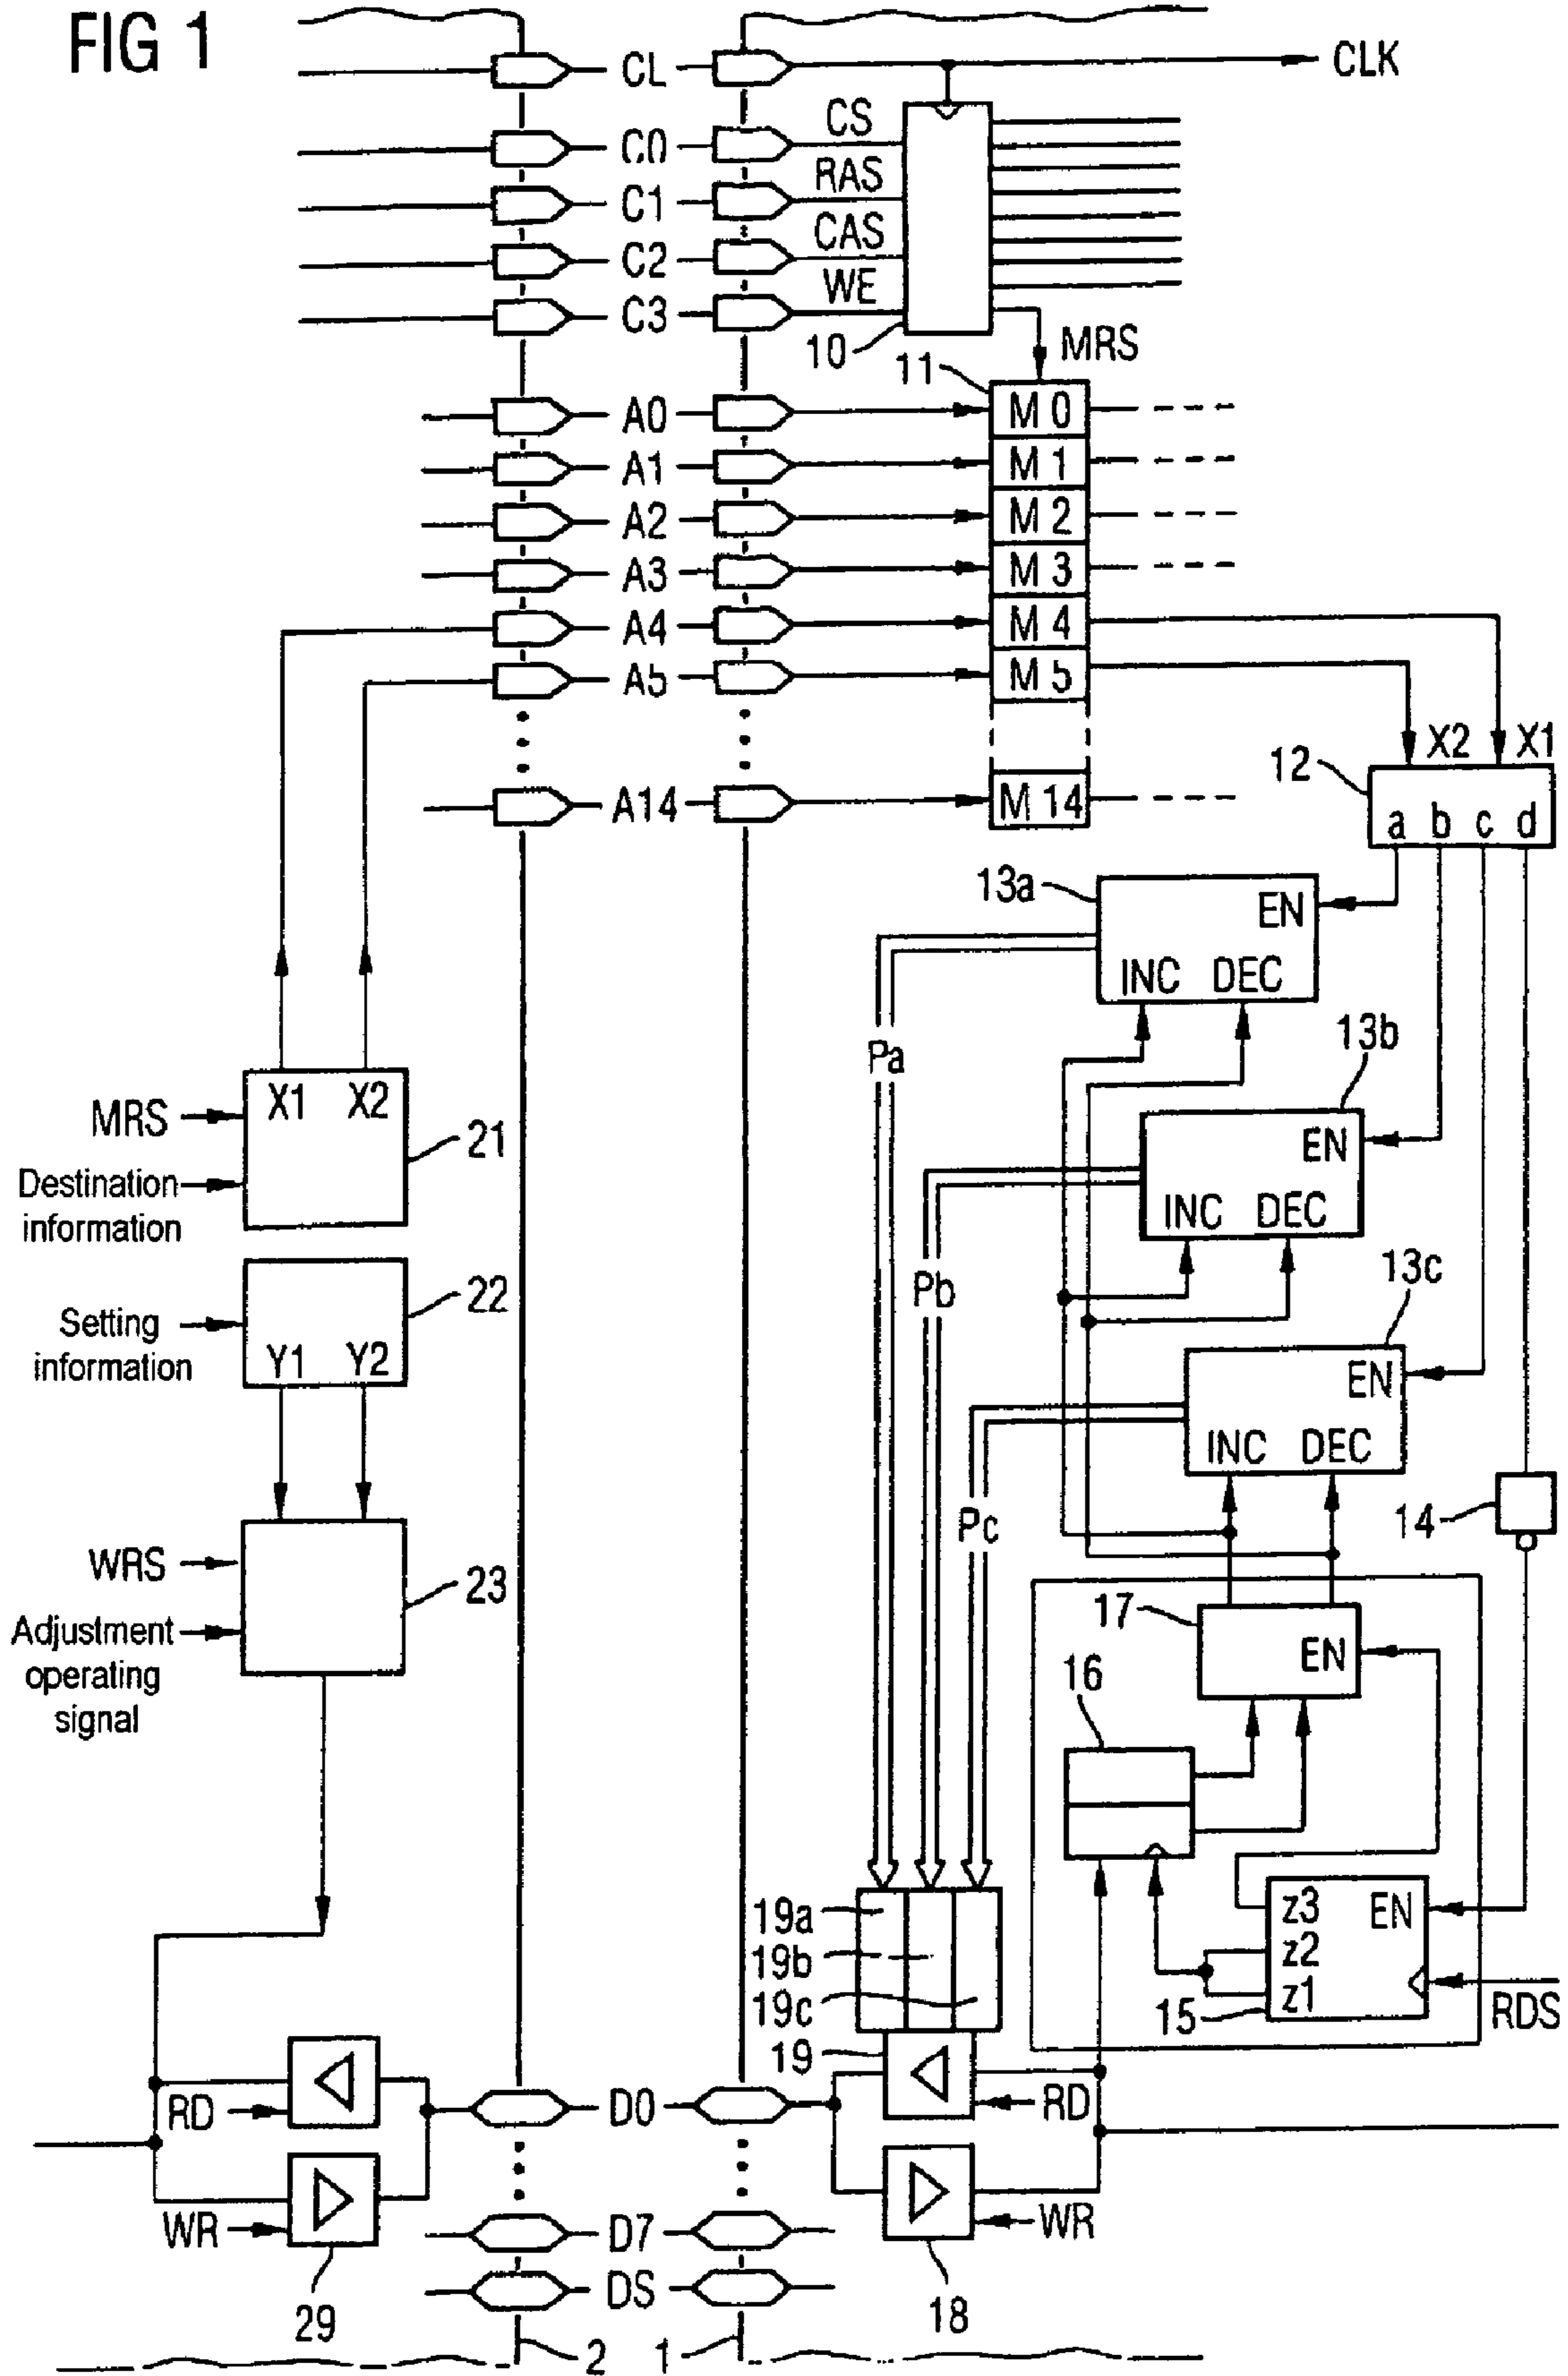 FIG 1
CL
CLK
C0
CS
C1
RAS
C2
CAS
C3
WE
10
MRS
11
A0
M 0
A1
M 1
A2
M 2
A3
M 3
A4
M 4
A5
M 5
X2
X1
12
A14
M 14
a b c d
13a
EN
INC DEC
Pa
13b
X1 X2
MRS
21
EN
Destination
information
INC DEC
Pb
13c
22
Setting
information
Y1 Y2
EN
INC DEC
Pc
14
WRS
23
17
Adjustment
operating
signal
EN
16
19a
z3 EN
19b
z2
19c
z1
15
RDS
19
RD
D0
RD
WR
D7
WR
DS
29
18
2
1